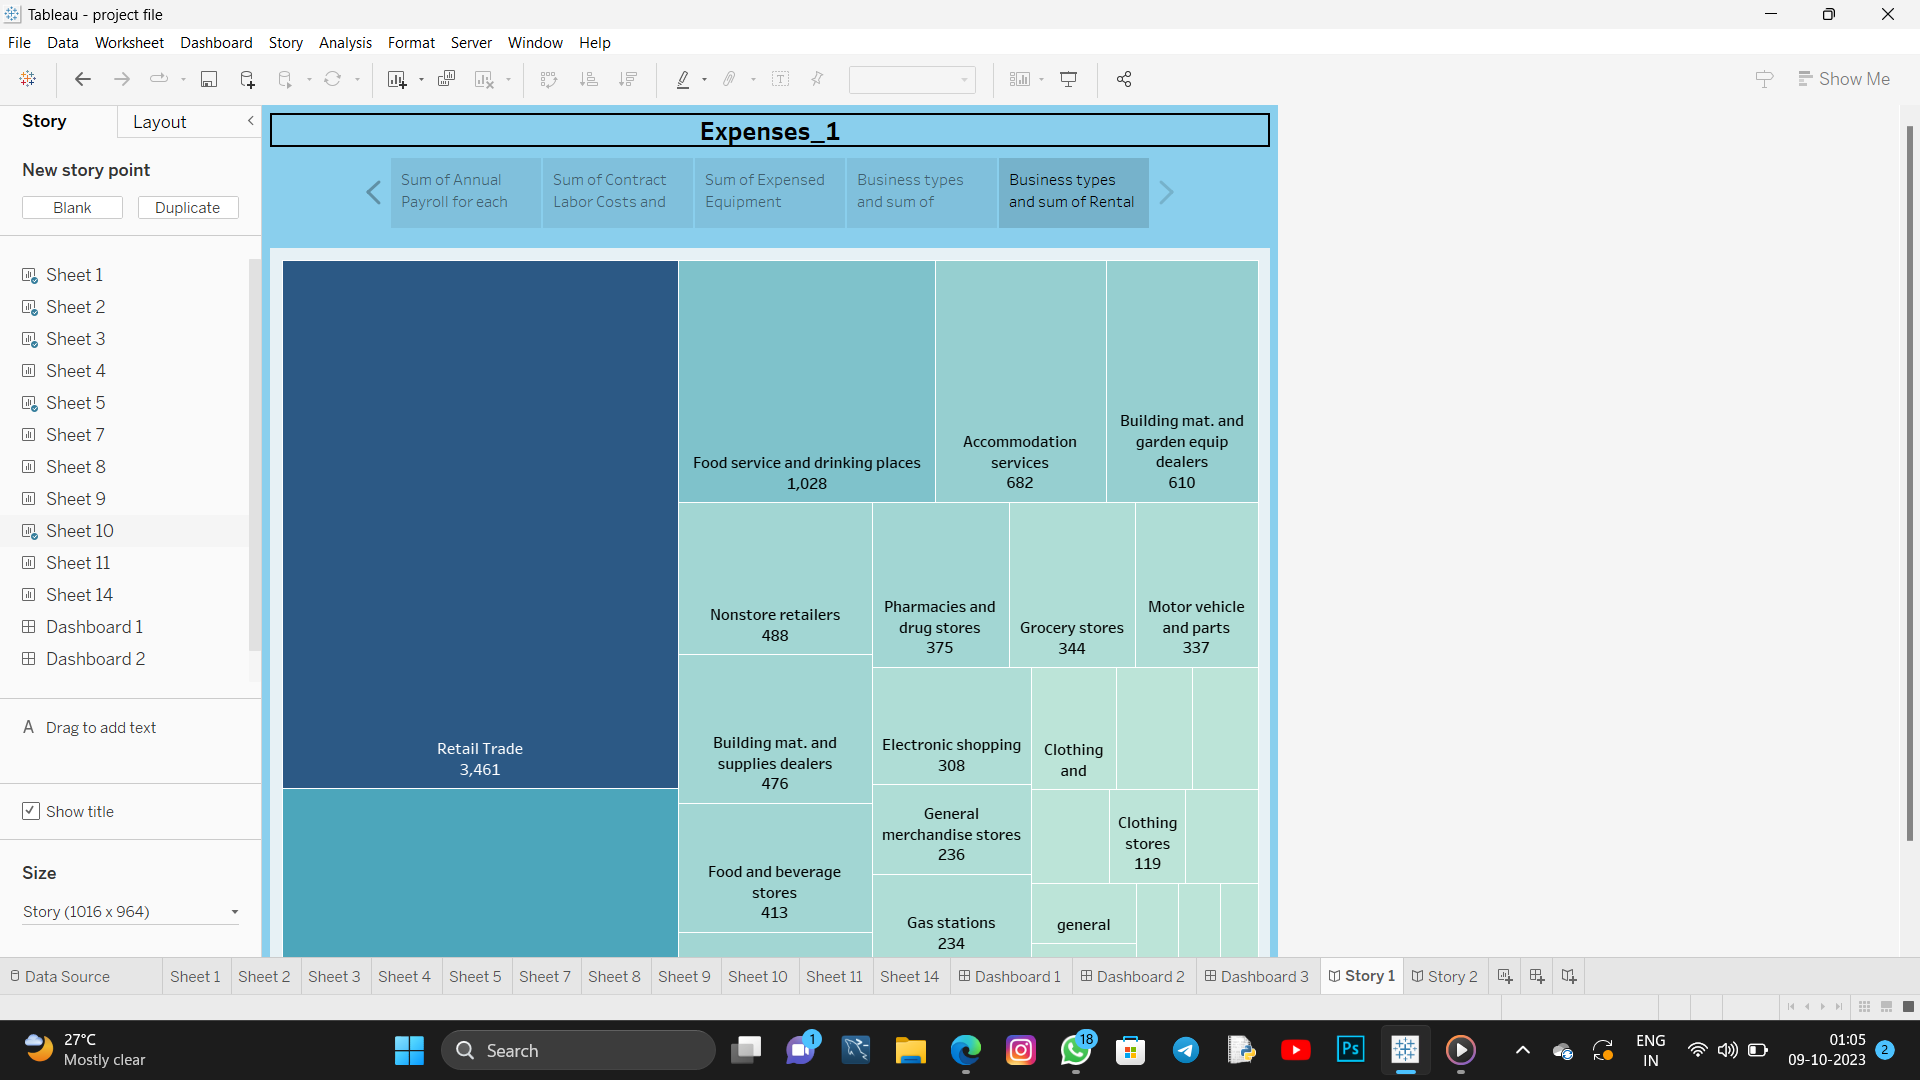 Tableau - project file
File Data Worksheet Dashboard Story Analysis Format Server Window Help
Show Me
Story
Layout
New story point
Blank
Duplicate
Sheet 1
Sheet 2
Sheet 3
Sheet 4
Sheet 5
Sheet 7
Sheet 8
Sheet 9
Sheet 10
Sheet 11
Sheet 14
Dashboard 1
Dashboard 2
A Drag to add text
Show title
Size
Story (1016 x 964)
Expenses_1
Sum of Annual
Payroll for each
Sum of Contract
Labor Costs and
Sum of Expensed
Equipment
Business types
and sum of
Business types
and sum of Rental
Retail Trade
3,461
Food service and drinking places
1,028
Accommodation
services
682
Building mat. and
garden equip
dealers
610
Nonstore retailers
488
Pharmacies and
drug stores
375
Grocery stores
344
Motor vehicle
and parts
337
Building mat. and
supplies dealers
476
Electronic shopping
308
Clothing
and
General
merchandise stores
236
Clothing
stores
119
Food and beverage
stores
413
Gas stations
234
general
Data Source Sheet 1 Sheet 2 Sheet 3 Sheet 4 Sheet 5 Sheet 7 Sheet 8 Sheet 9 Sheet 10 Sheet 11 Sheet 14 Dashboard 1 Dashboard 2 Dashboard 3 Story 1 Story 2
27°C
Mostly clear
Search
1
18
Ps
ENG
IN
01:05
09-10-2023
2